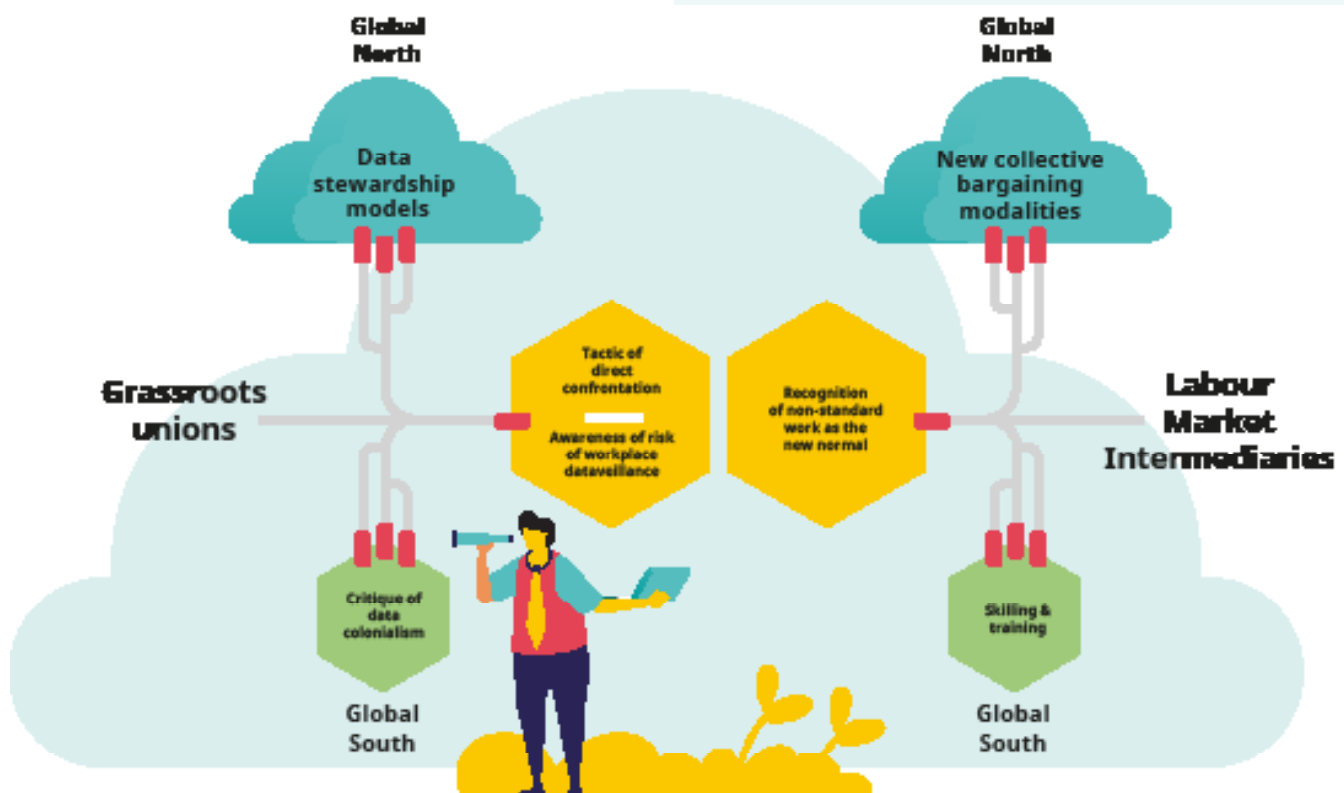 Global
North
Data
stewardship
models
Global
North
New collective
bargaining
modalities
Grassroots
unions
Tactic of
direct
confrontation
Awareness of risk
of workplace
dataveillance
Recognition
of non-standard
work as the
new normal
Labour
Market
Intermediaries
Critique of
data
colonialism
Global
South
Skilling &
training
Global
South